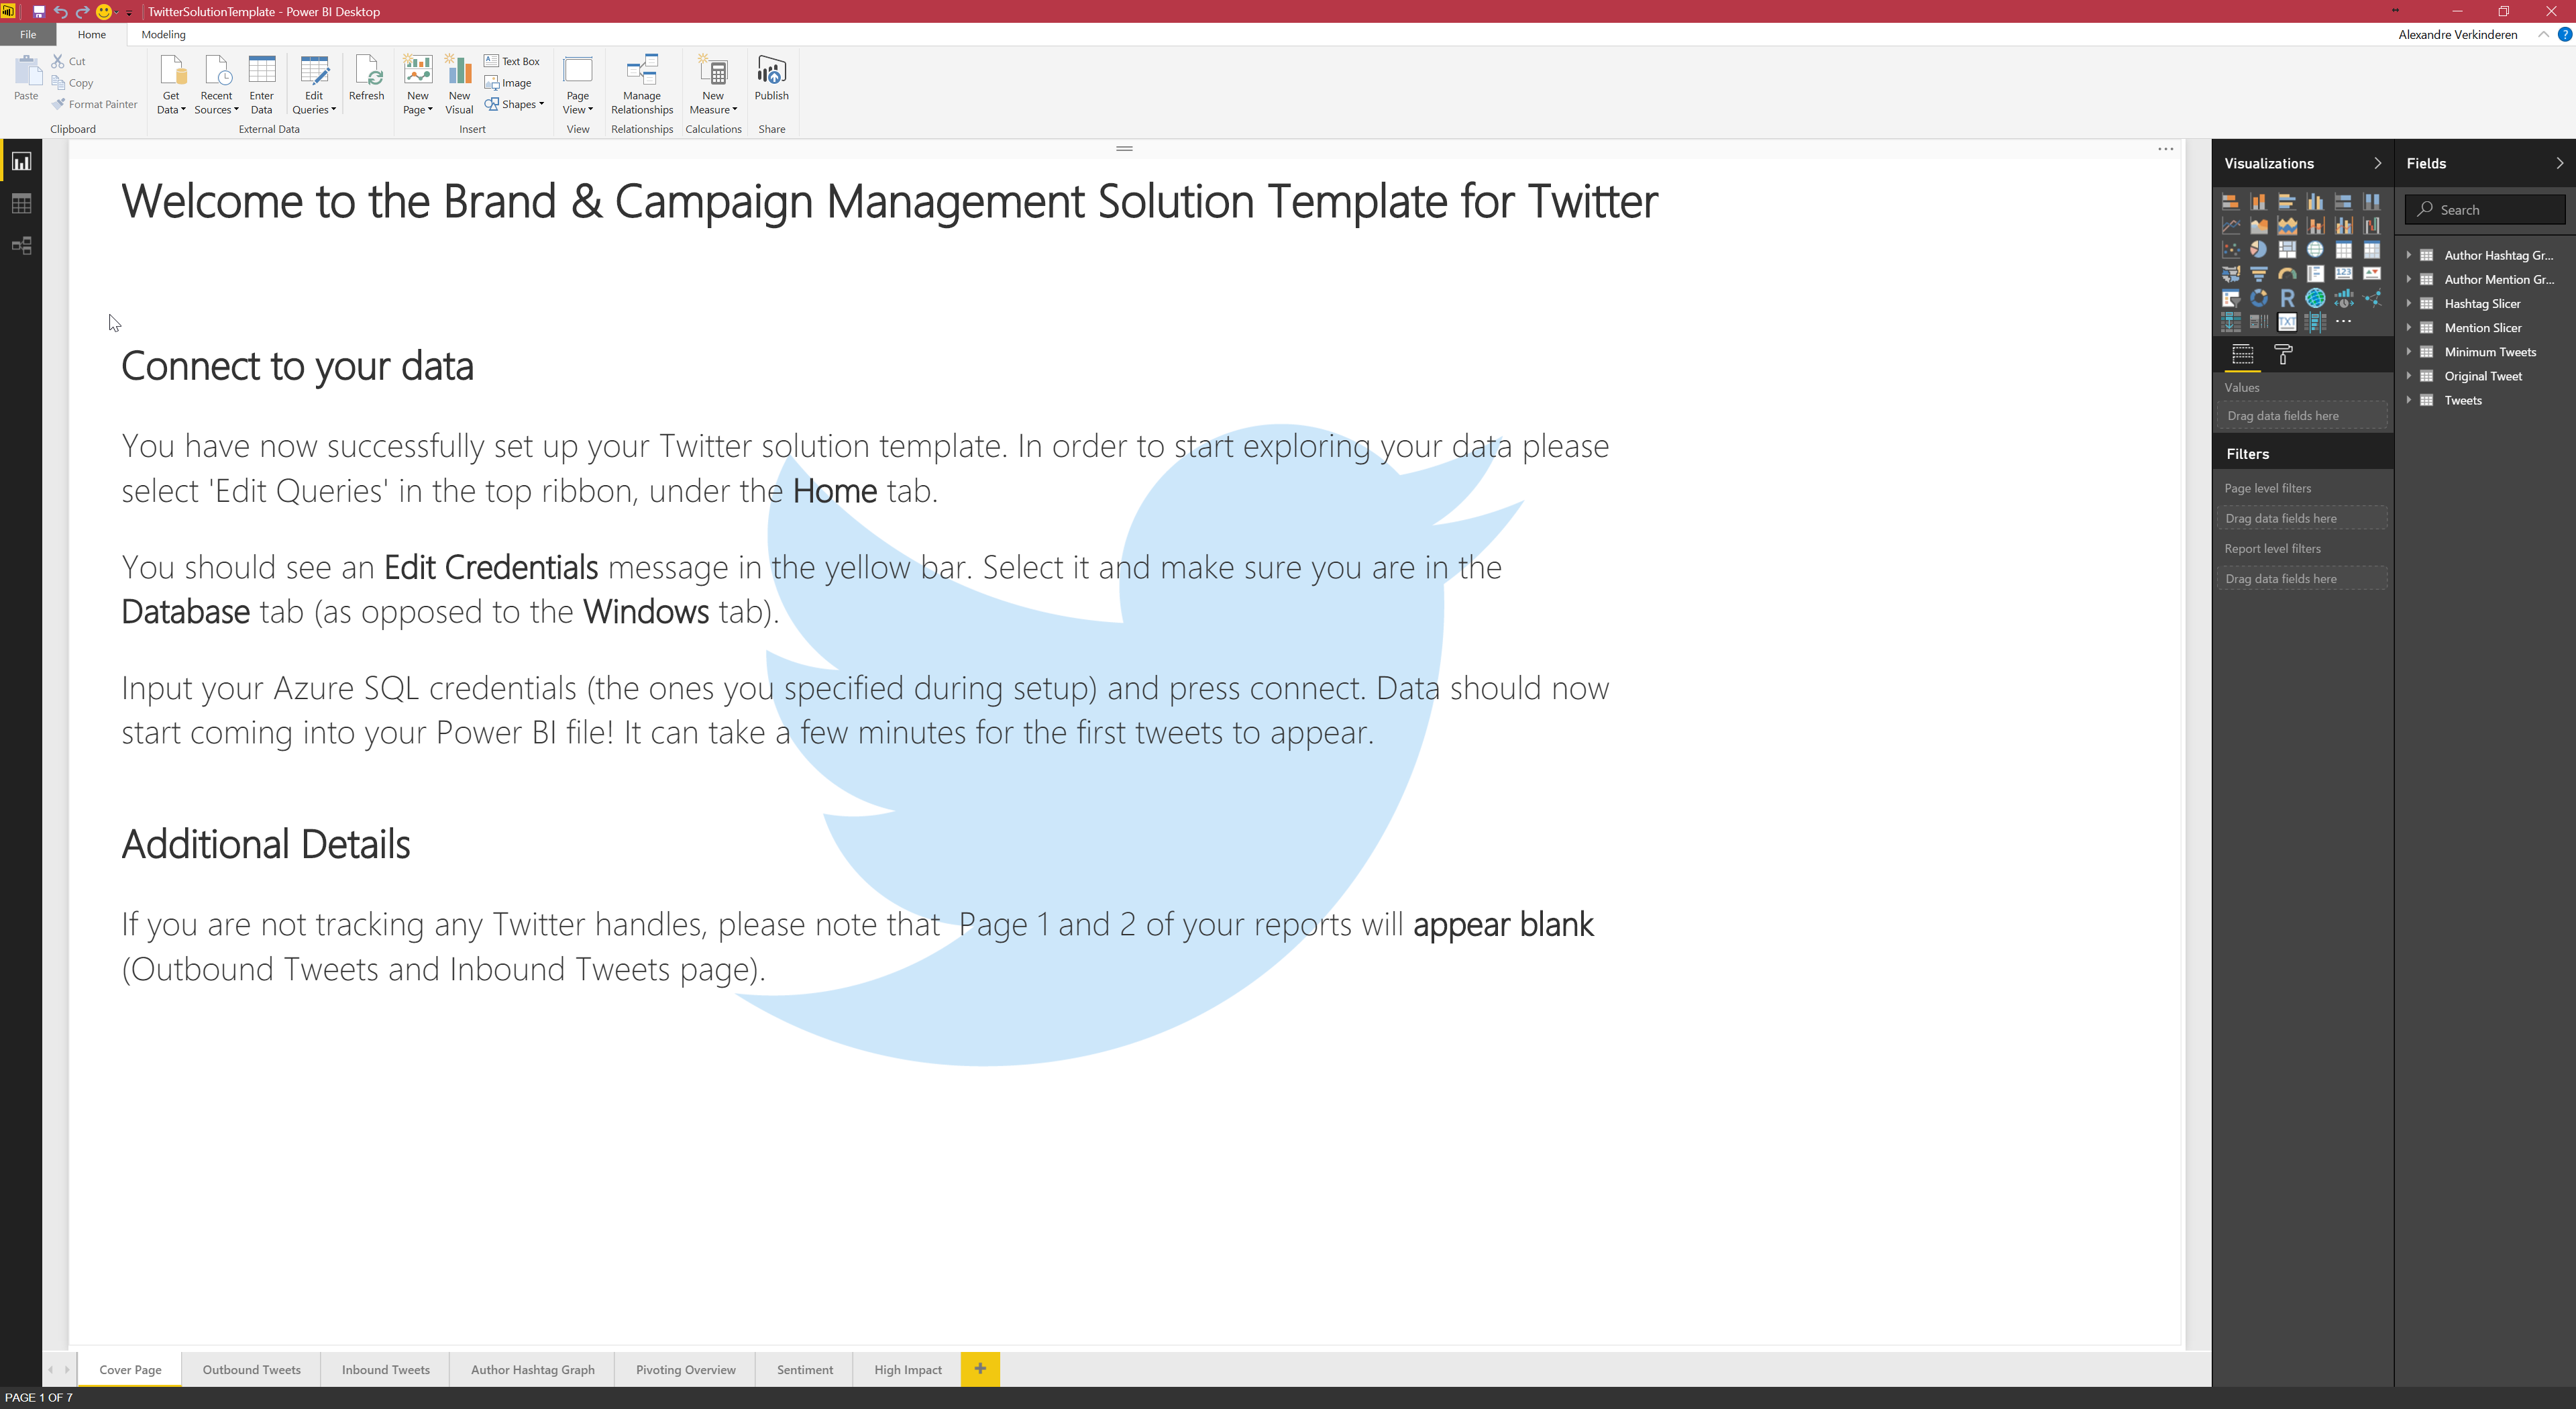 TwitterSolutionTemplate - Power BI Desktop
File Home Modeling
Alexandre Verkinderen ?
Paste
Cut
Copy
Format Painter
Clipboard
Get Data
Recent Sources
Enter Data
Edit Queries
Refresh
External Data
New Page
New Visual
Text Box
Image
Shapes
Insert
Page View
View
Manage Relationships
Relationships
New Measure
Calculations
Publish
Share
Welcome to the Brand & Campaign Management Solution Template for Twitter
Connect to your data
You have now successfully set up your Twitter solution template. In order to start exploring your data please
select 'Edit Queries' in the top ribbon, under the Home tab.
You should see an Edit Credentials message in the yellow bar. Select it and make sure you are in the
Database tab (as opposed to the Windows tab).
Input your Azure SQL credentials (the ones you specified during setup) and press connect. Data should now
start coming into your Power BI file! It can take a few minutes for the first tweets to appear.
Additional Details
If you are not tracking any Twitter handles, please note that  Page 1 and 2 of your reports will appear blank
(Outbound Tweets and Inbound Tweets page).
Visualizations
R
123
TXT
Values
Drag data fields here
Filters
Page level filters
Drag data fields here
Report level filters
Drag data fields here
Fields
Search
Author Hashtag Gr...
Author Mention Gr...
Hashtag Slicer
Mention Slicer
Minimum Tweets
Original Tweet
Tweets
Cover Page Outbound Tweets Inbound Tweets Author Hashtag Graph Pivoting Overview Sentiment High Impact +
PAGE 1 OF 7